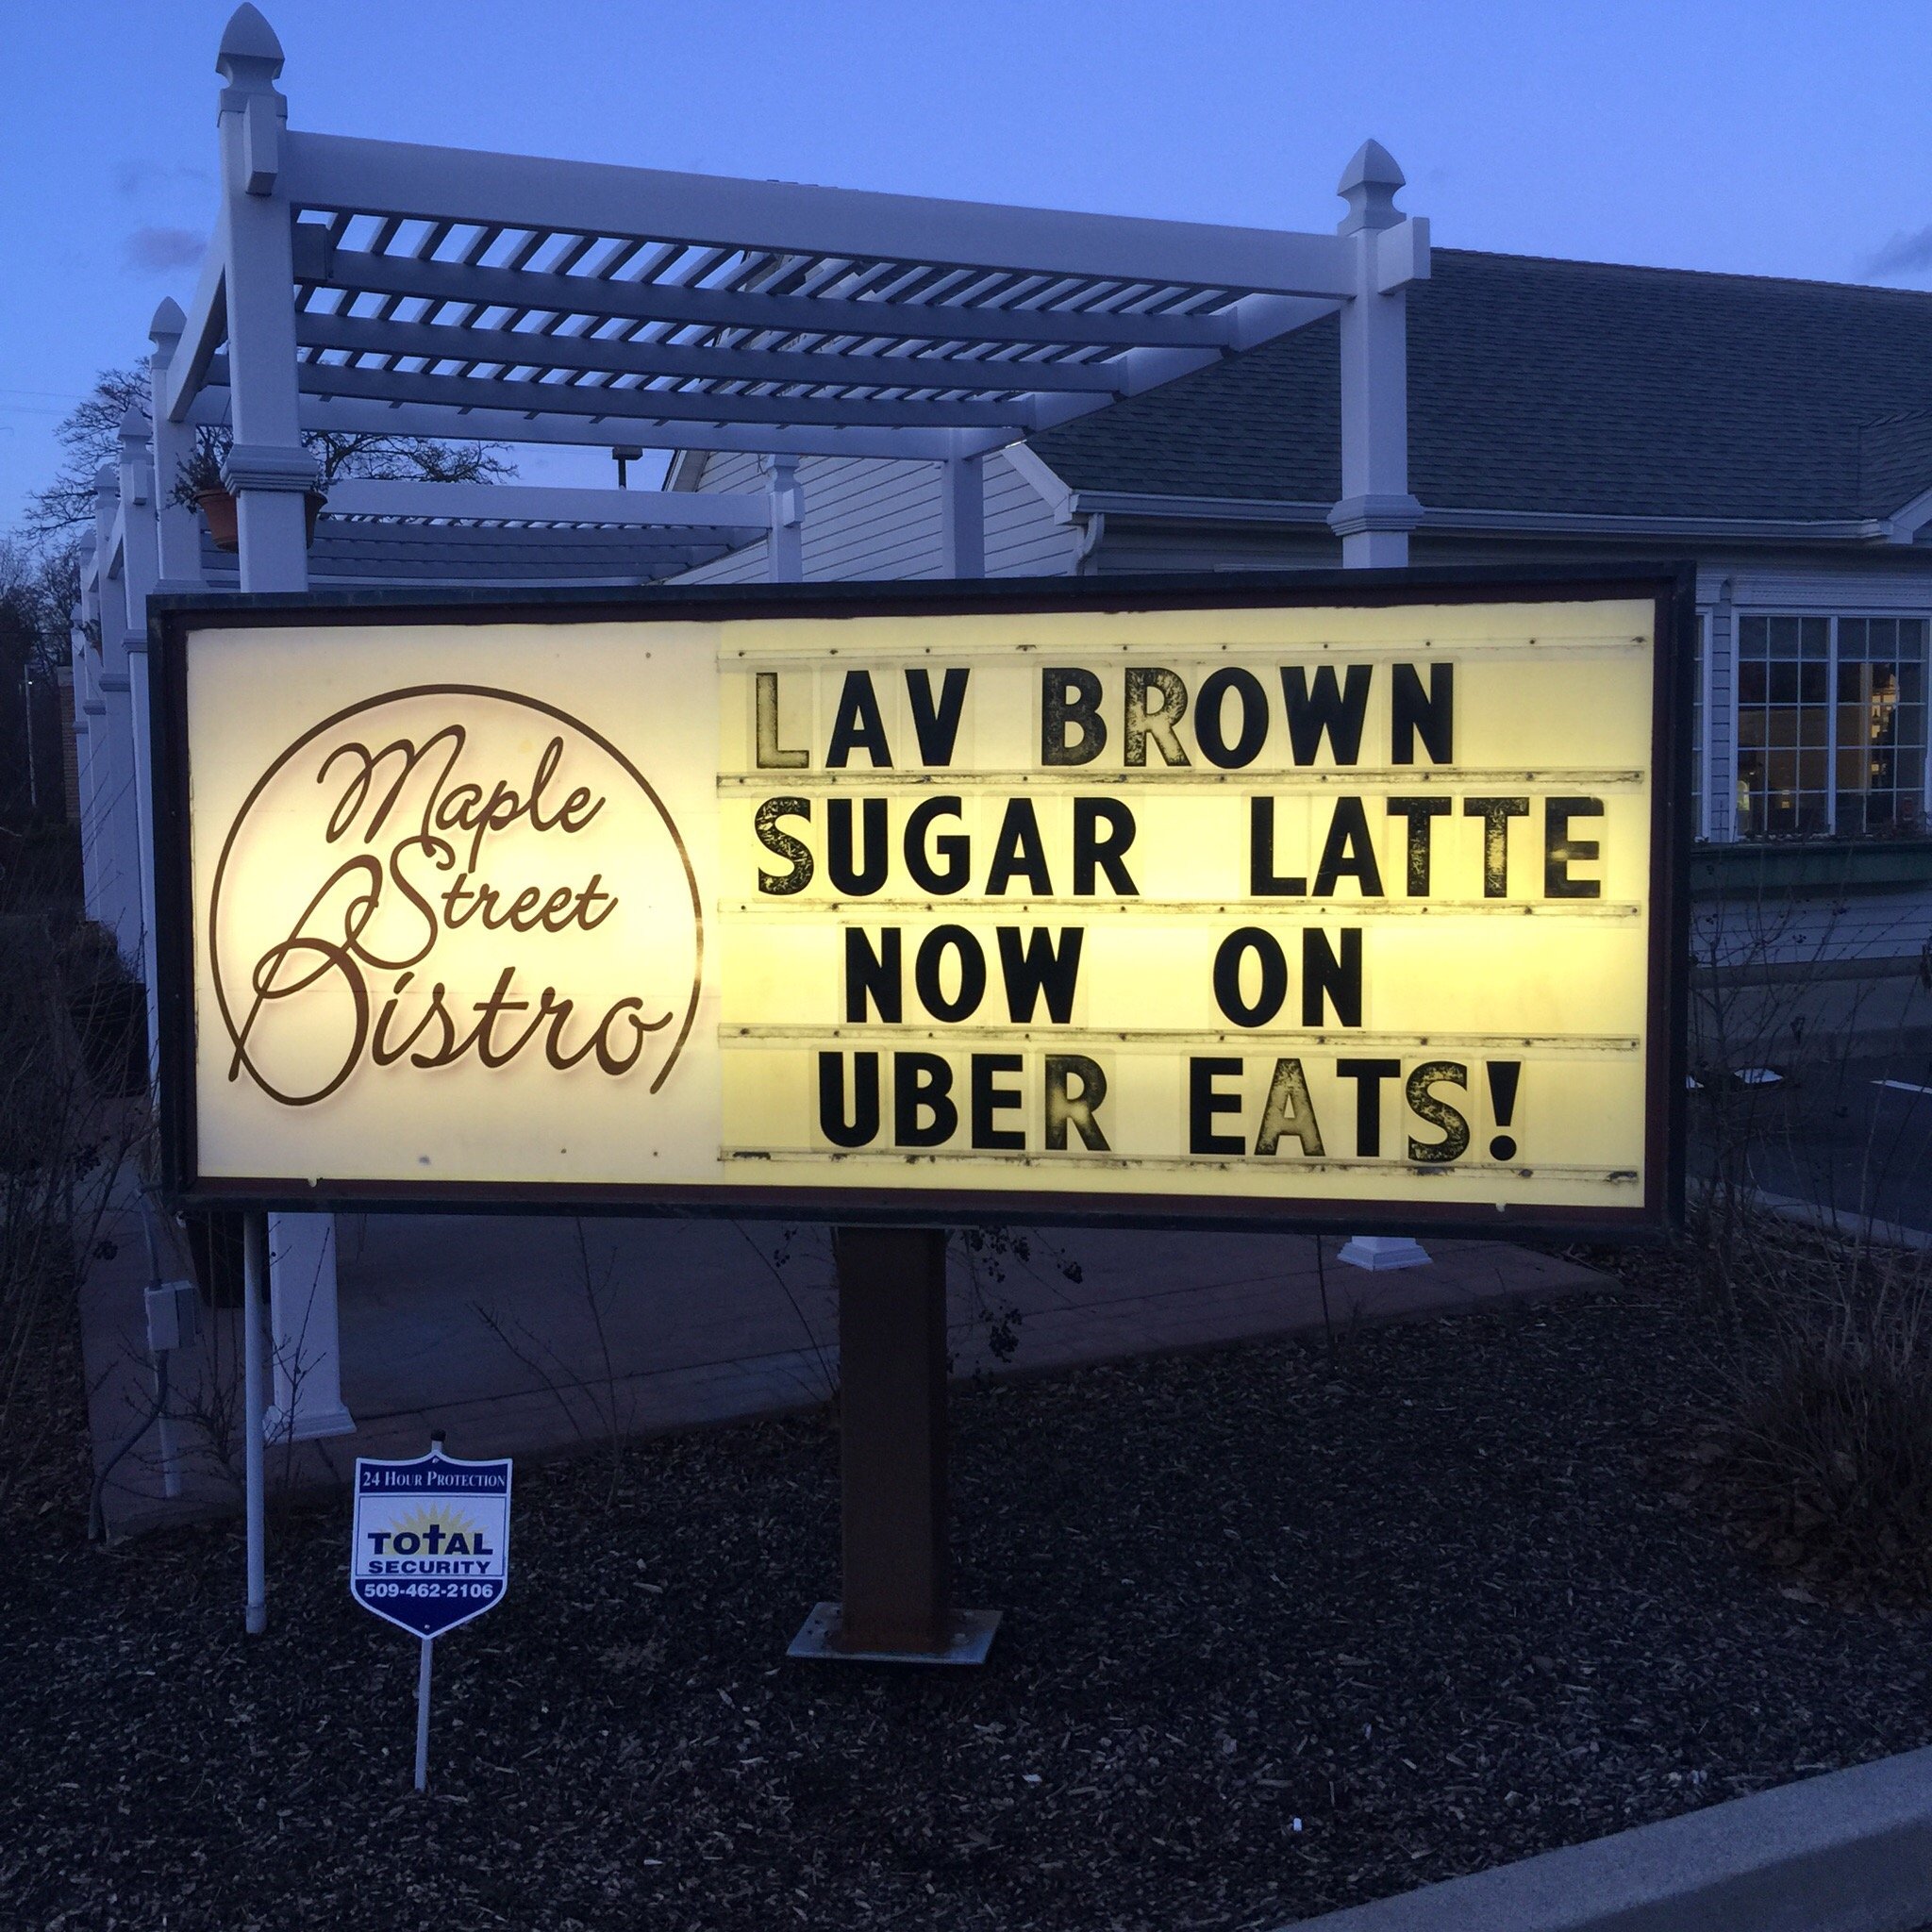 Maple
Street
Bistro
LAV BROWN
SUGAR LATTE
NOW ON
UBER EATS!
24 HOUR PROTECTION
TOTAL
SECURITY
509-462-2106